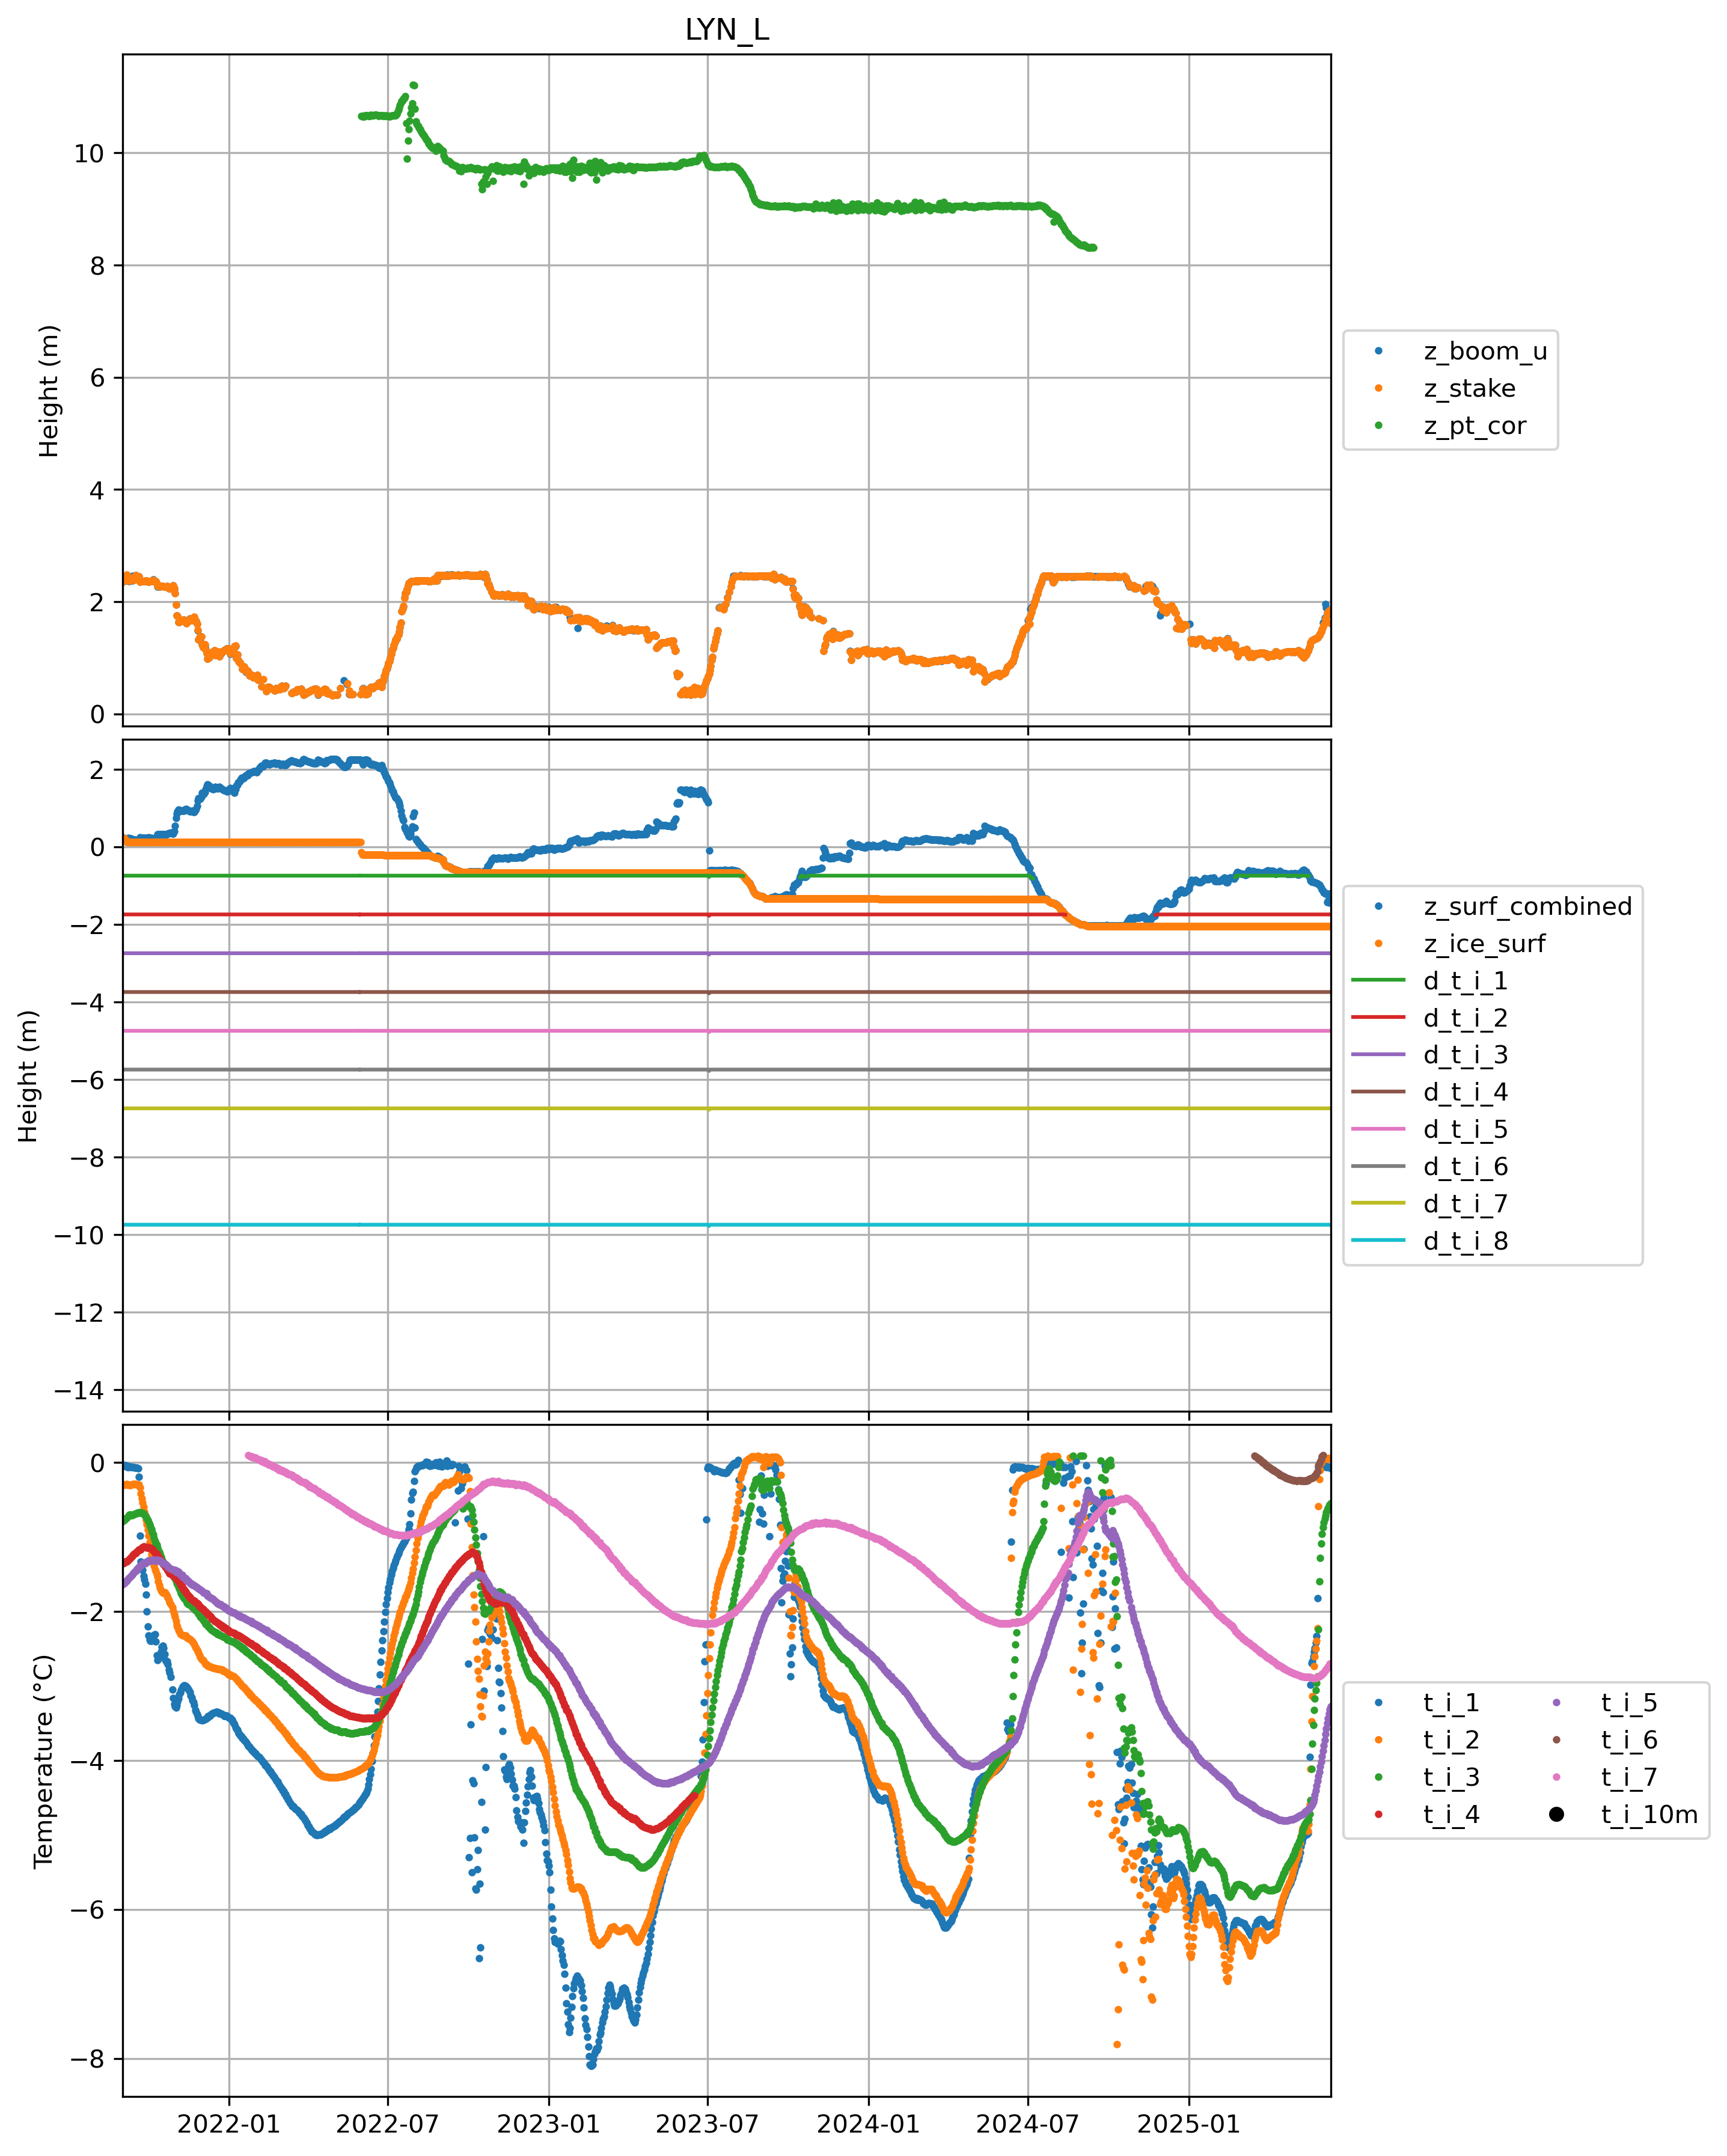 LYN_L
10
8
6
4
2
0
Height (m)
z_boom_u
z_stake
z_pt_cor
2
0
−2
−4
−6
−8
−10
−12
−14
Height (m)
z_surf_combined
z_ice_surf
d_t_i_1
d_t_i_2
d_t_i_3
d_t_i_4
d_t_i_5
d_t_i_6
d_t_i_7
d_t_i_8
0
−2
−4
−6
−8
Temperature (°C)
t_i_1
t_i_2
t_i_3
t_i_4
t_i_5
t_i_6
t_i_7
t_i_10m
2022-01 2022-07 2023-01 2023-07 2024-01 2024-07 2025-01